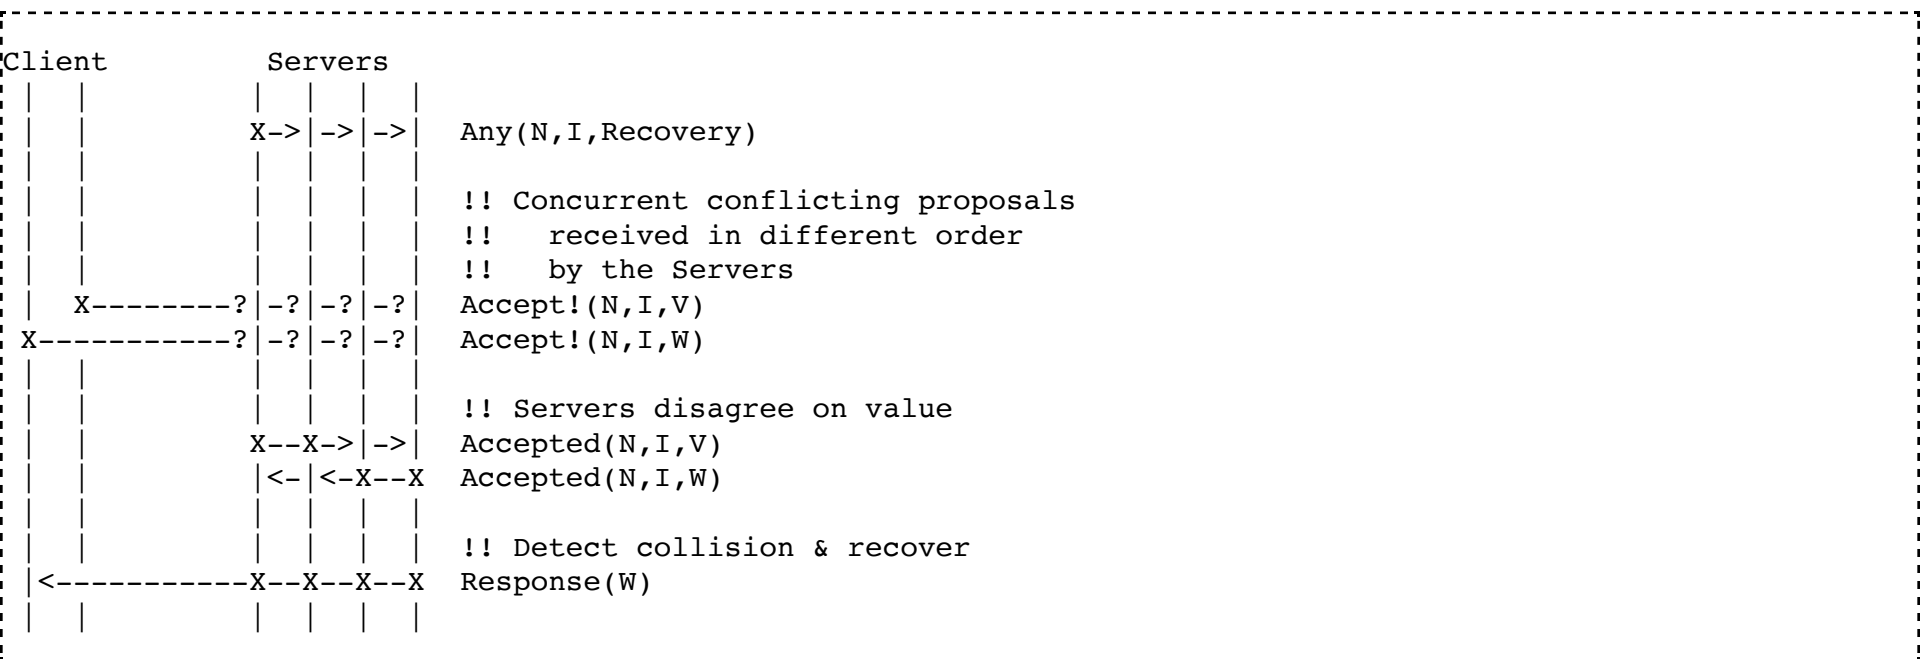 Client         Servers
 |  |          |  |  |  |
 |  |          X->|->|->|  Any(N,I,Recovery)
 |  |          |  |  |  |
 |  |          |  |  |  |  !! Concurrent conflicting proposals
 |  |          |  |  |  |  !!   received in different order
 |  |          |  |  |  |  !!   by the Servers
 |  X--------?|-?|-?|-?|  Accept!(N,I,V)
 X-----------?|-?|-?|-?|  Accept!(N,I,W)
 |  |          |  |  |  |
 |  |          |  |  |  |  !! Servers disagree on value
 |  |          X--X->|->|  Accepted(N,I,V)
 |  |          |<-|<-X--X  Accepted(N,I,W)
 |  |          |  |  |  |
 |  |          |  |  |  |  !! Detect collision & recover
 |<-----------X--X--X--X  Response(W)
 |  |          |  |  |  |